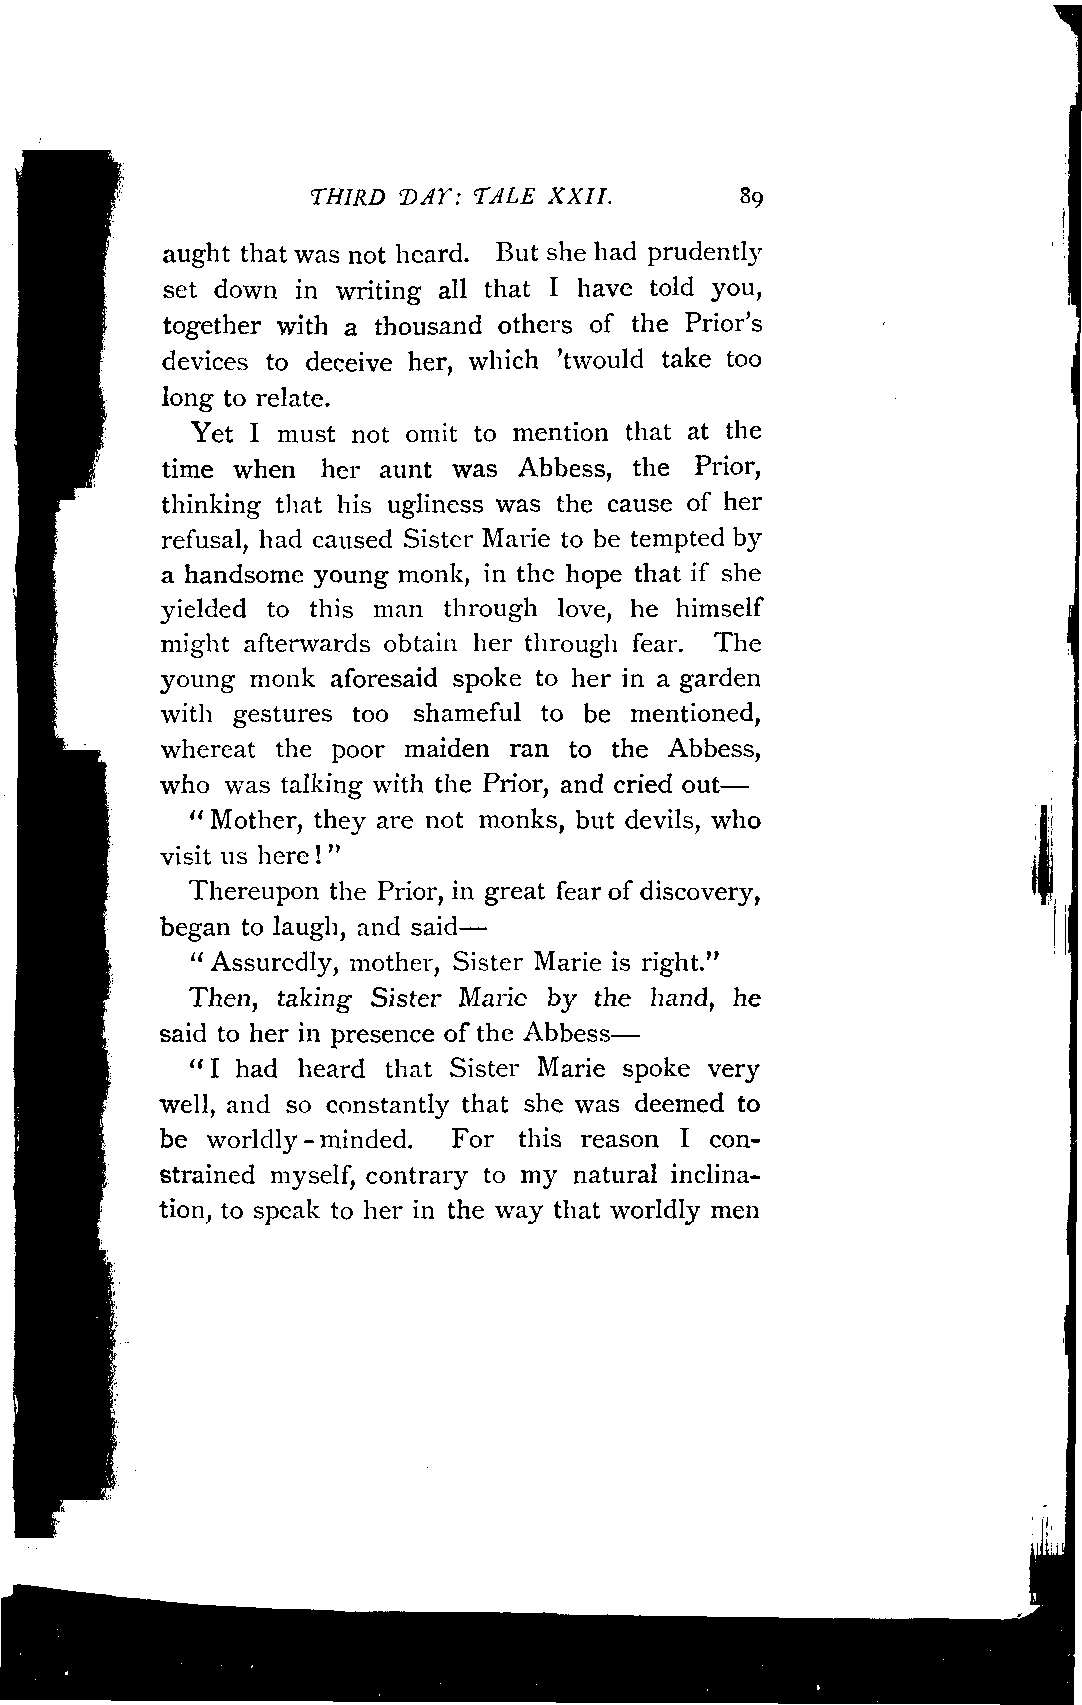 THIRD DAY: TALE XXII. 89
aught that was not heard. But she had prudently
set down in writing all that I have told you,
together with a thousand others of the Prior's
devices to deceive her, which 'twould take too
long to relate.
Yet I must not omit to mention that at the
time when her aunt was Abbess, the Prior,
thinking that his ugliness was the cause of her
refusal, had caused Sister Marie to be tempted by
a handsome young monk, in the hope that if she
yielded to this man through love, he himself
might afterwards obtain her through fear. The
young monk aforesaid spoke to her in a garden
with gestures too shameful to be mentioned,
whereat the poor maiden ran to the Abbess,
who was talking with the Prior, and cried out—
"Mother, they are not monks, but devils, who
visit us here!"
Thereupon the Prior, in great fear of discovery,
began to laugh, and said—
"Assuredly, mother, Sister Marie is right."
Then, taking Sister Marie by the hand, he
said to her in presence of the Abbess—
"I had heard that Sister Marie spoke very
well, and so constantly that she was deemed to
be worldly-minded. For this reason I con-
strained myself, contrary to my natural inclina-
tion, to speak to her in the way that worldly men